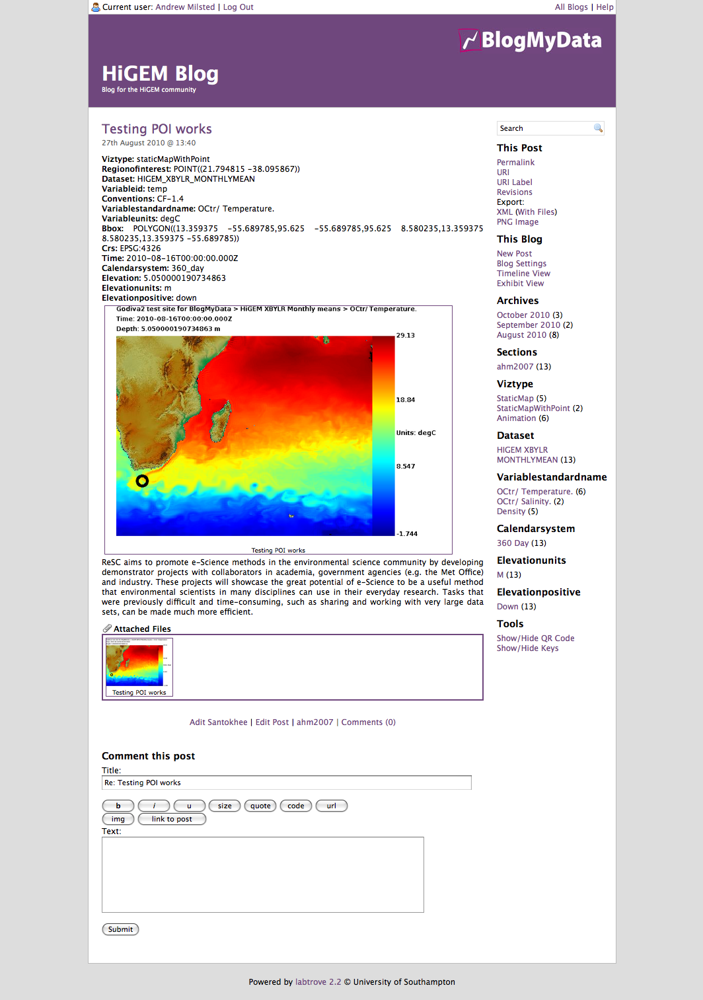 Current user: Andrew Milsted | Log Out
All Blogs | Help
BlogMyData
HiGEM Blog
Blog for the HiGEM community
Testing POI works
27th August 2010 @ 13:40
Viztype: staticMapWithPoint
Regionofinterest: POINT((21.794815 -38.095867))
Dataset: HIGEM_XBYLR_MONTHLYMEAN
Variableid: temp
Conventions: CF-1.4
Variablestandardname: OCtr/ Temperature.
Variableunits: degC
Bbox: POLYGON((13.359375 -55.689785,95.625 -55.689785,95.625 8.580235,13.359375
8.580235,13.359375 -55.689785))
Crs: EPSG:4326
Time: 2010-08-16T00:00:00.000Z
Calendarsystem: 360_day
Elevation: 5.050000190734863
Elevationunits: m
Elevationpositive: down
Godiva2 test site for BlogMyData > HiGEM XBYLR Monthly means > OCtr/ Temperature.
Time: 2010-08-16T00:00:00.000Z
Depth: 5.050000190734863 m
29.13
18.84
Units: degC
8.547
-1.744
Testing POI works
ReSC aims to promote e-Science methods in the environmental science community by developing
demonstrator projects with collaborators in academia, government agencies (e.g. the Met Office)
and industry. These projects will showcase the great potential of e-Science to be a useful method
that environmental scientists in many disciplines can use in their everyday research. Tasks that
were previously difficult and time-consuming, such as sharing and working with very large data
sets, can be made much more efficient.
Attached Files
Testing POI works
Adit Santokhee | Edit Post | ahm2007 | Comments (0)
Comment this post
Title:
Re: Testing POI works
b i u size quote code url
img link to post
Text:
Submit
Search
This Post
Permalink
URI
URI Label
Revisions
Export:
XML (With Files)
PNG Image
This Blog
New Post
Blog Settings
Timeline View
Exhibit View
Archives
October 2010 (3)
September 2010 (2)
August 2010 (8)
Sections
ahm2007 (13)
Viztype
StaticMap (5)
StaticMapWithPoint (2)
Animation (6)
Dataset
HIGEM XBYLR
MONTHLYMEAN (13)
Variablestandardname
OCtr/ Temperature. (6)
OCtr/ Salinity. (2)
Density (5)
Calendarsystem
360 Day (13)
Elevationunits
M (13)
Elevationpositive
Down (13)
Tools
Show/Hide QR Code
Show/Hide Keys
Powered by labtrove 2.2 © University of Southampton